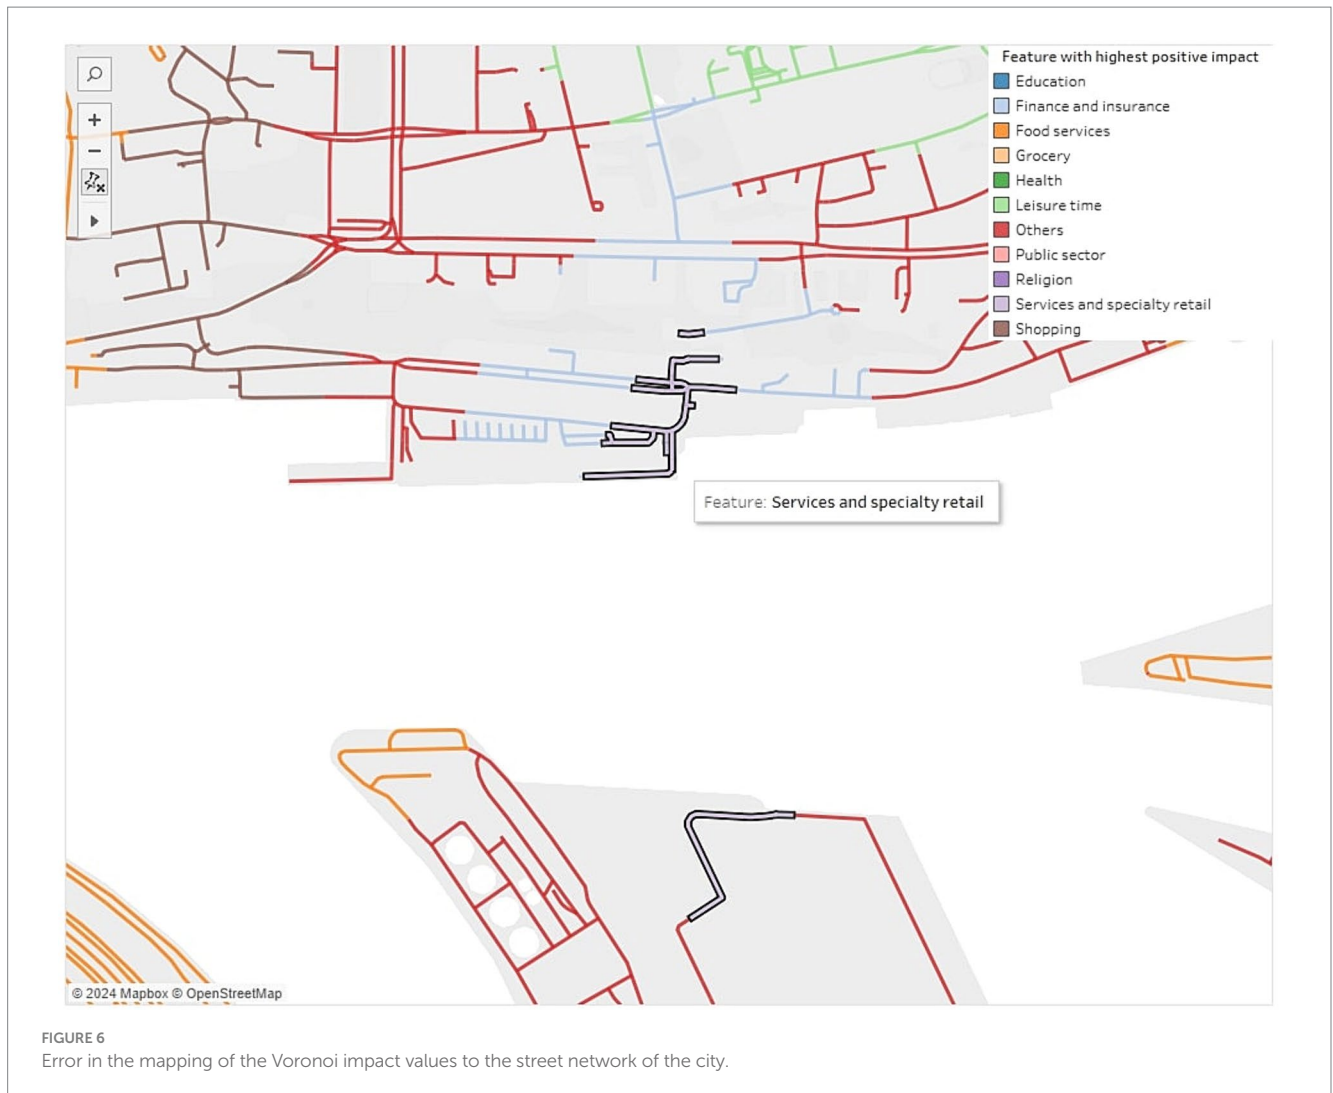 Feature with highest positive impact
Education
Finance and insurance
Food services
Grocery
Health
Leisure time
Others
Public sector
Religion
Services and specialty retail
Shopping
Feature: Services and specialty retail
© 2024 Mapbox © OpenStreetMap
FIGURE 6
Error in the mapping of the Voronoi impact values to the street network of the city.